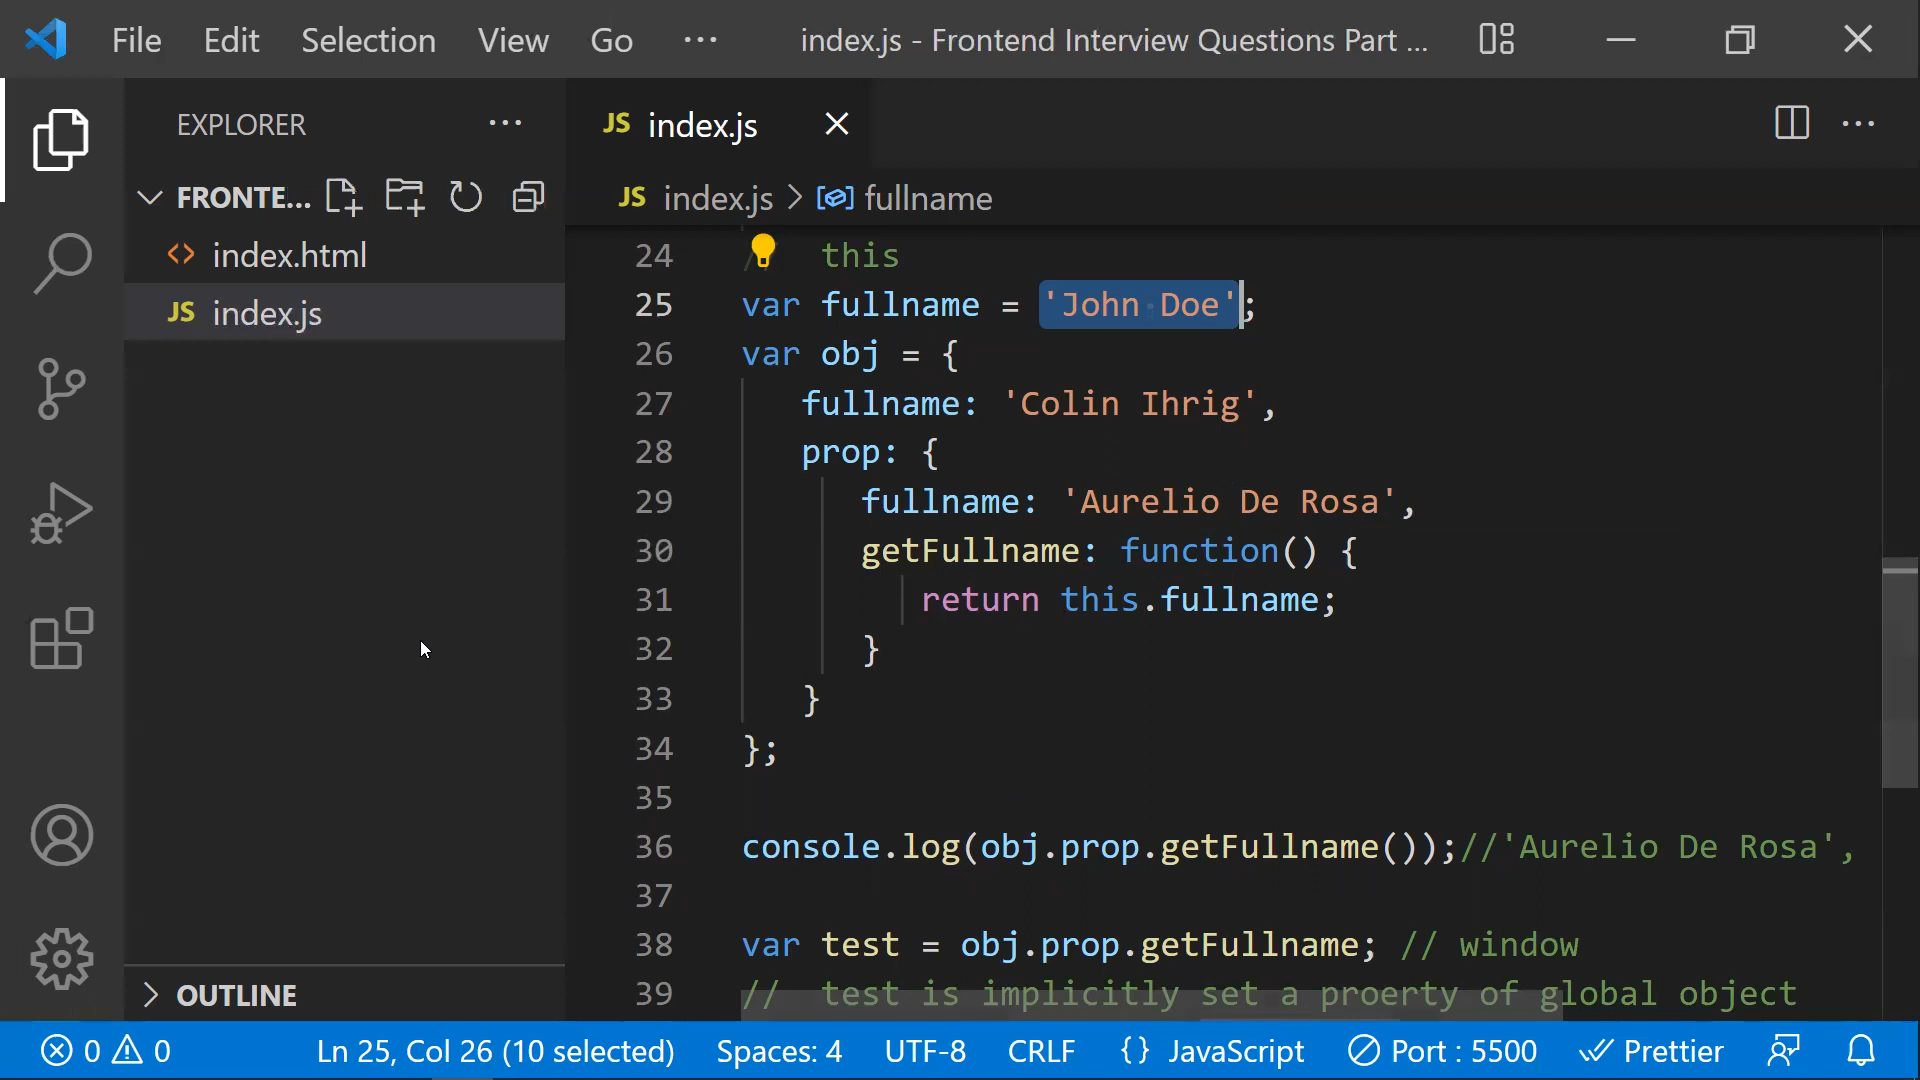 File Edit Selection View Go ··· index.js - Frontend Interview Questions Part ...
EXPLORER ···
JS index.js
FRONTE...
JS index.js > fullname
index.html
JS index.js
24 // this
25 var fullname = 'John Doe';
26 var obj = {
27 fullname: 'Colin Ihrig',
28 prop: {
29 fullname: 'Aurelio De Rosa',
30 getFullname: function() {
31 return this.fullname;
32 }
33 }
34 };
35
36 console.log(obj.prop.getFullname());//'Aurelio De Rosa',
37
38 var test = obj.prop.getFullname; // window
39 // test is implicitly set a proerty of global object
OUTLINE
0 0 Ln 25, Col 26 (10 selected) Spaces: 4 UTF-8 CRLF {} JavaScript Port : 5500 Prettier